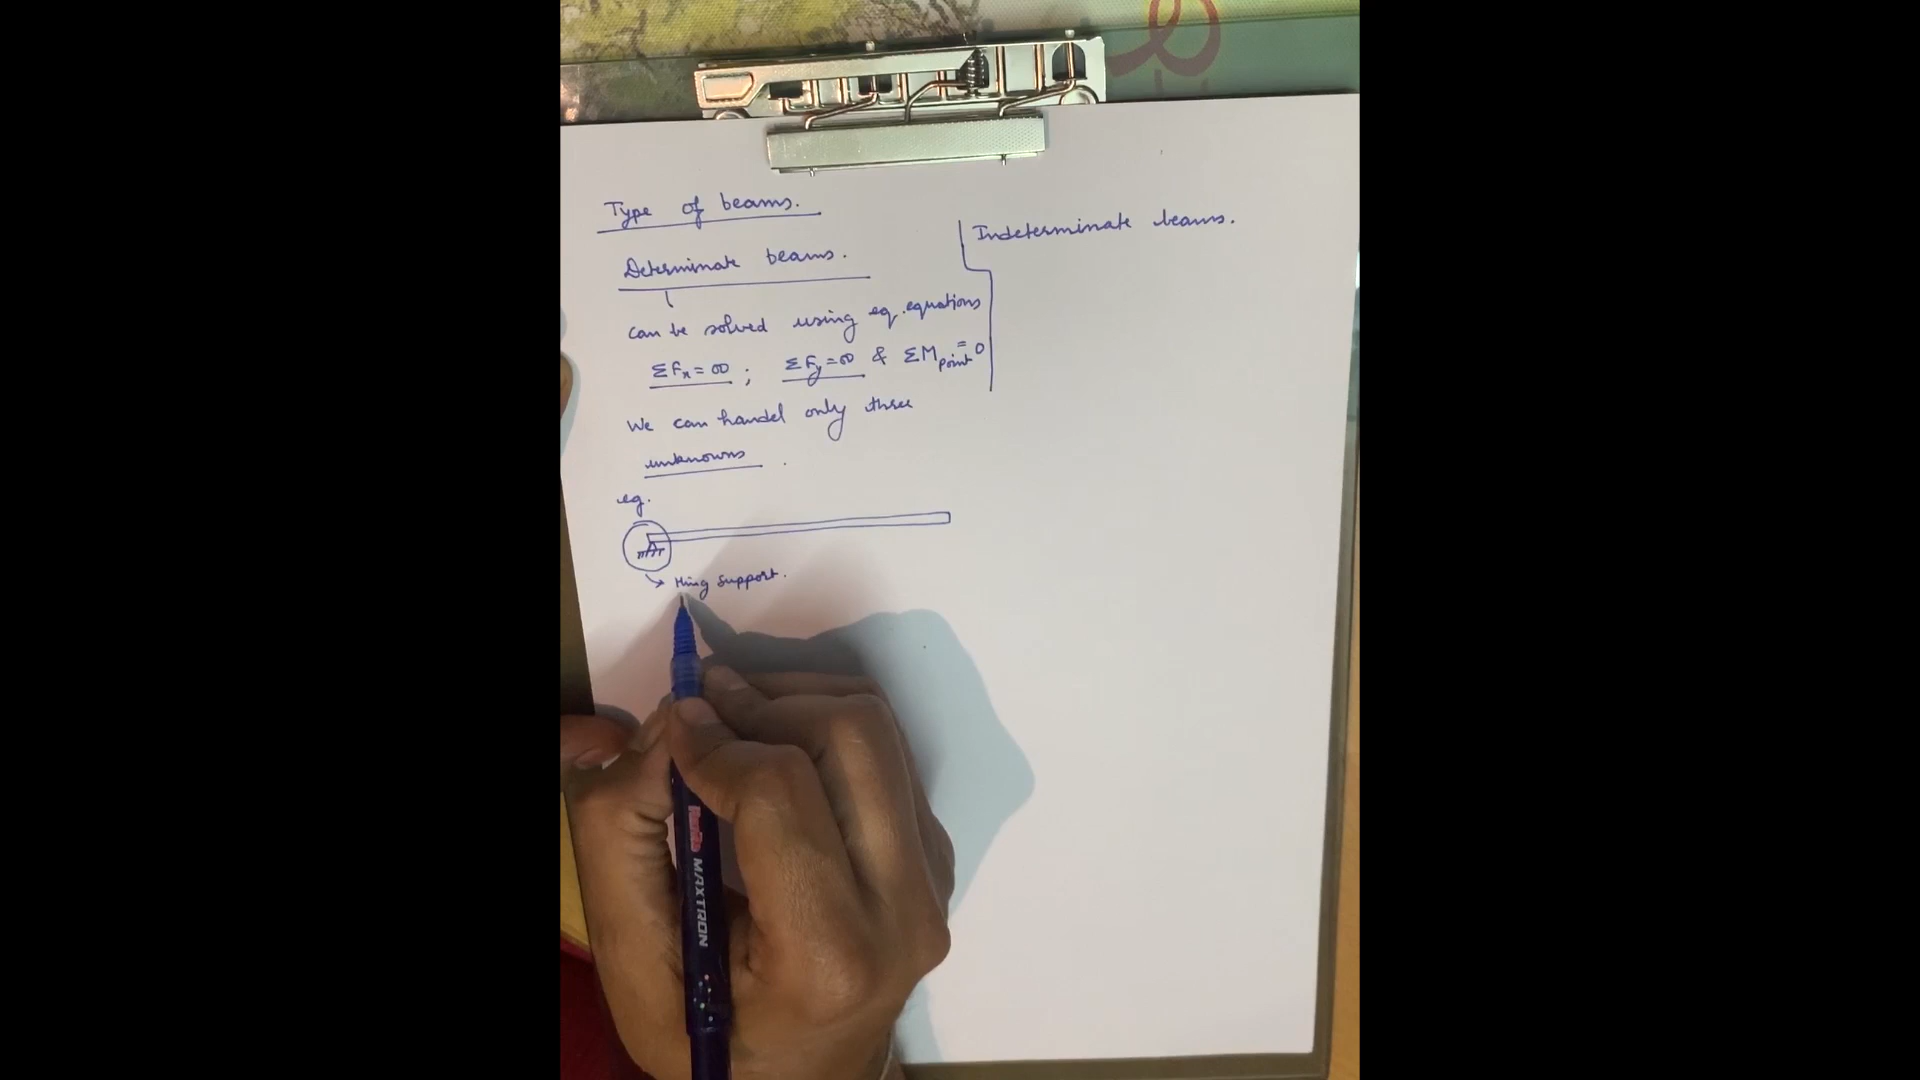 Type of beams.
Determinate beams.
can be solved using eq. equations
ΣFx = 00 ; ΣFy = 00 & ΣMpoint = 0
We can handel only three
unknowns .
eg.
Hing Support.
Indeterminate beams.
MAXTRON